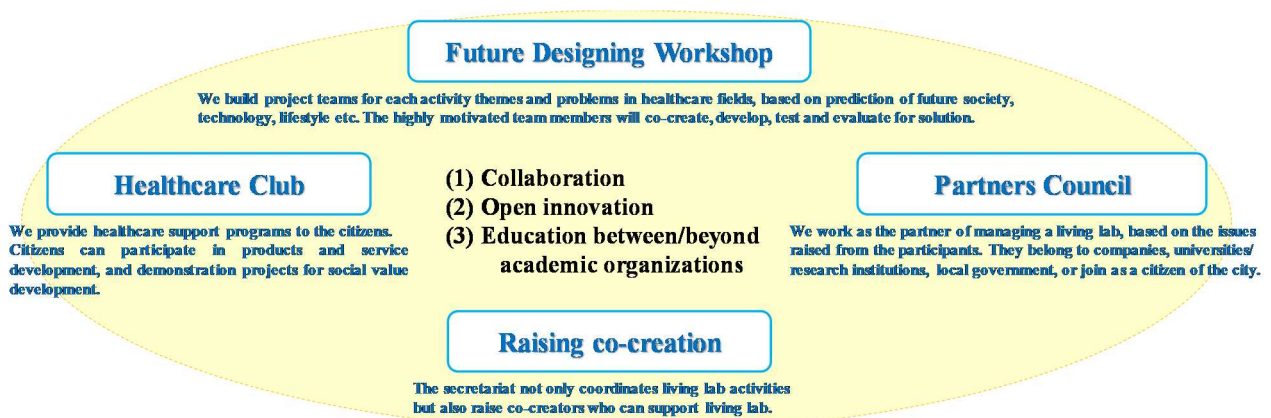 Future Designing Workshop
We build project teams for each activity themes and problems in healthcare fields, based on prediction of future society,
technology, lifestyle etc. The highly motivated team members will co-create, develop, test and evaluate for solution.
Healthcare Club
We provide healthcare support programs to the citizens.
Citizens can participate in products and service
development, and demonstration projects for social value
development.
(1) Collaboration
(2) Open innovation
(3) Education between/beyond
academic organizations
Partners Council
We work as the partner of managing a living lab, based on the issues
raised from the participants. They belong to companies, universities/
research institutions, local government, or join as a citizen of the city.
Raising co-creation
The secretariat not only coordinates living lab activities
but also raise co-creators who can support living lab.